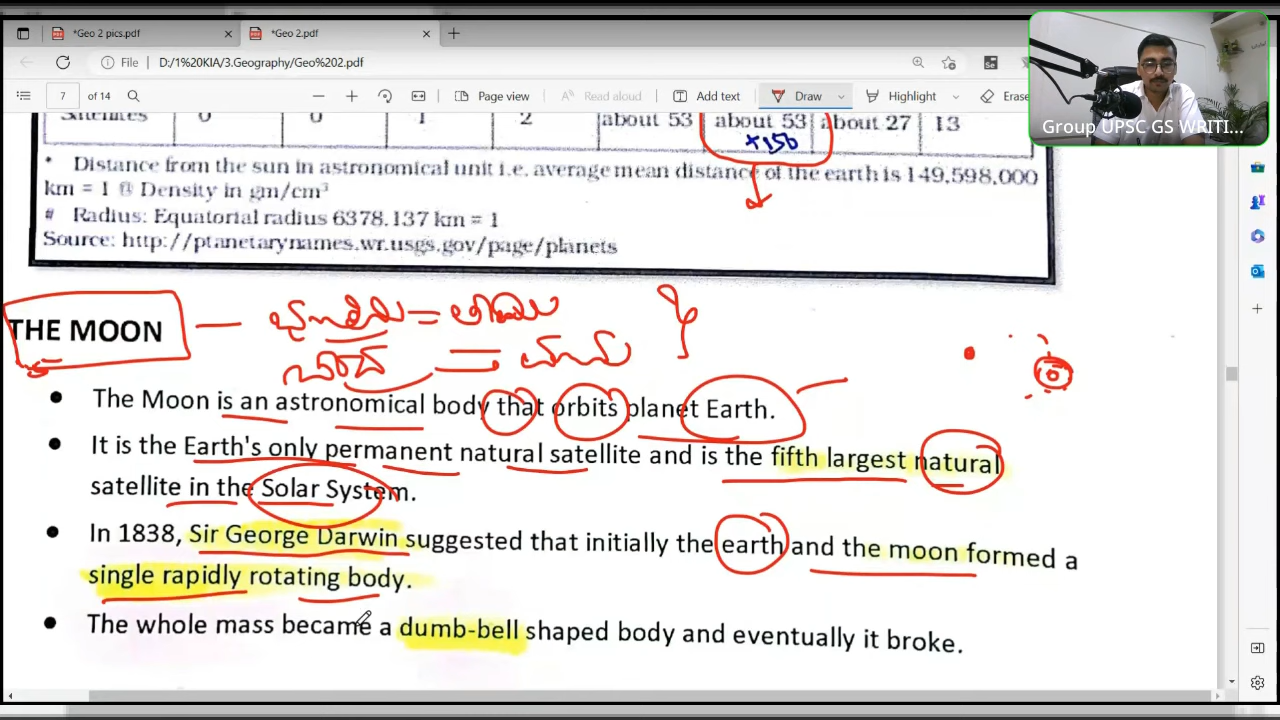 *Geo 2 pics.pdf
*Geo 2.pdf
File D:/1%20KIA/3.Geography/Geo%202.pdf
7 of 14 Page view Read aloud Add text Draw Highlight Erase
Group UPSC GS WRITI...
Satellites 0 0 1 2 about 53 about 53 about 27 13
+150
* Distance from the sun in astronomical unit i.e. average mean distance of the earth is 149,598,000
km = 1 @ Density in gm/cm³
# Radius: Equatorial radius 6378.137 km = 1
Source: http://ptanetarynames.wr.usgs.gov/page/planets
THE MOON
• The Moon is an astronomical body that orbits planet Earth.
• It is the Earth's only permanent natural satellite and is the fifth largest natural
satellite in the Solar System.
• In 1838, Sir George Darwin suggested that initially the earth and the moon formed a
single rapidly rotating body.
• The whole mass became a dumb-bell shaped body and eventually it broke.